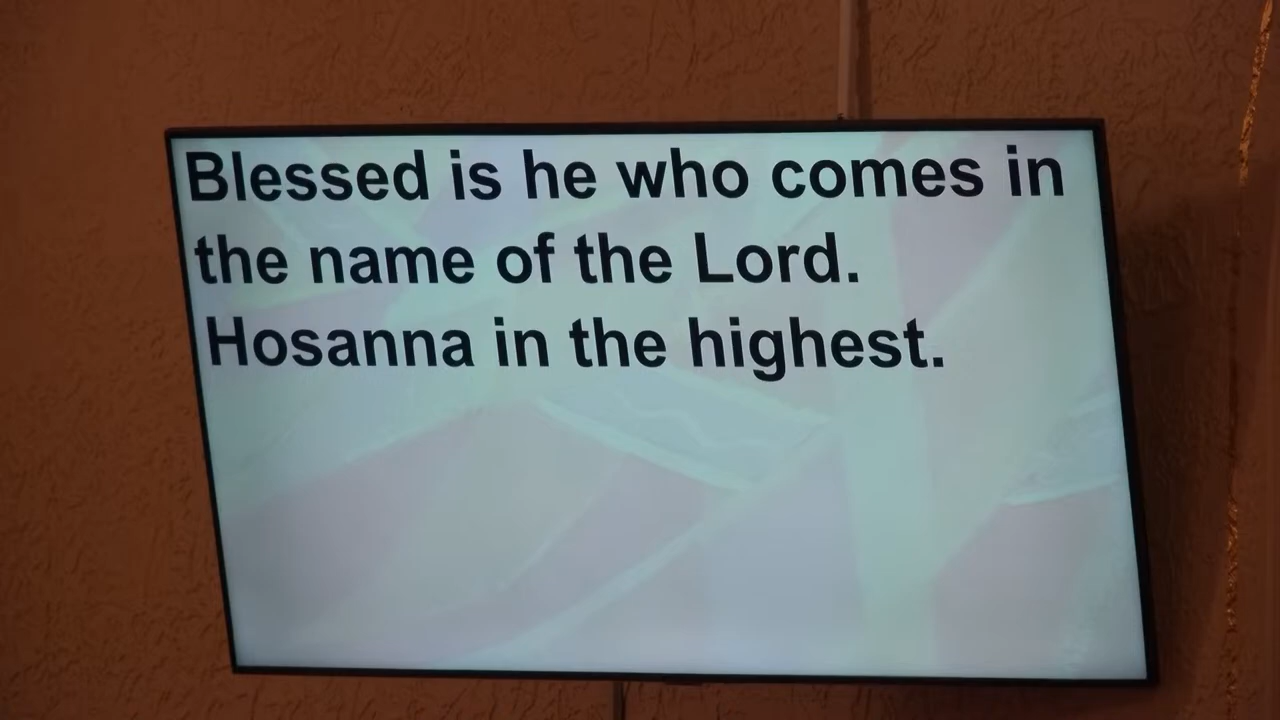 Blessed is he who comes in
the name of the Lord.
Hosanna in the highest.